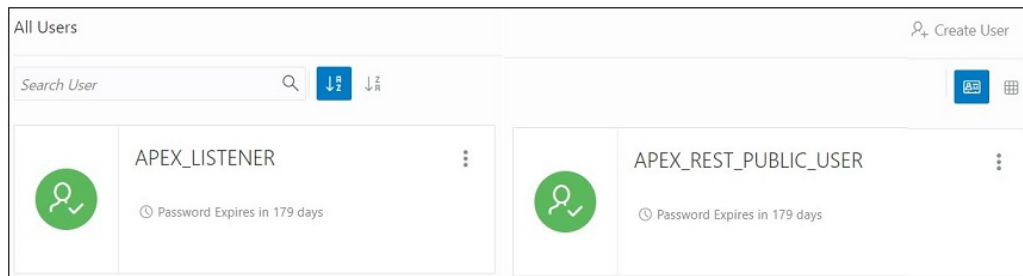 All Users
Create User
Search User
APEX_LISTENER
Password Expires in 179 days
APEX_REST_PUBLIC_USER
Password Expires in 179 days